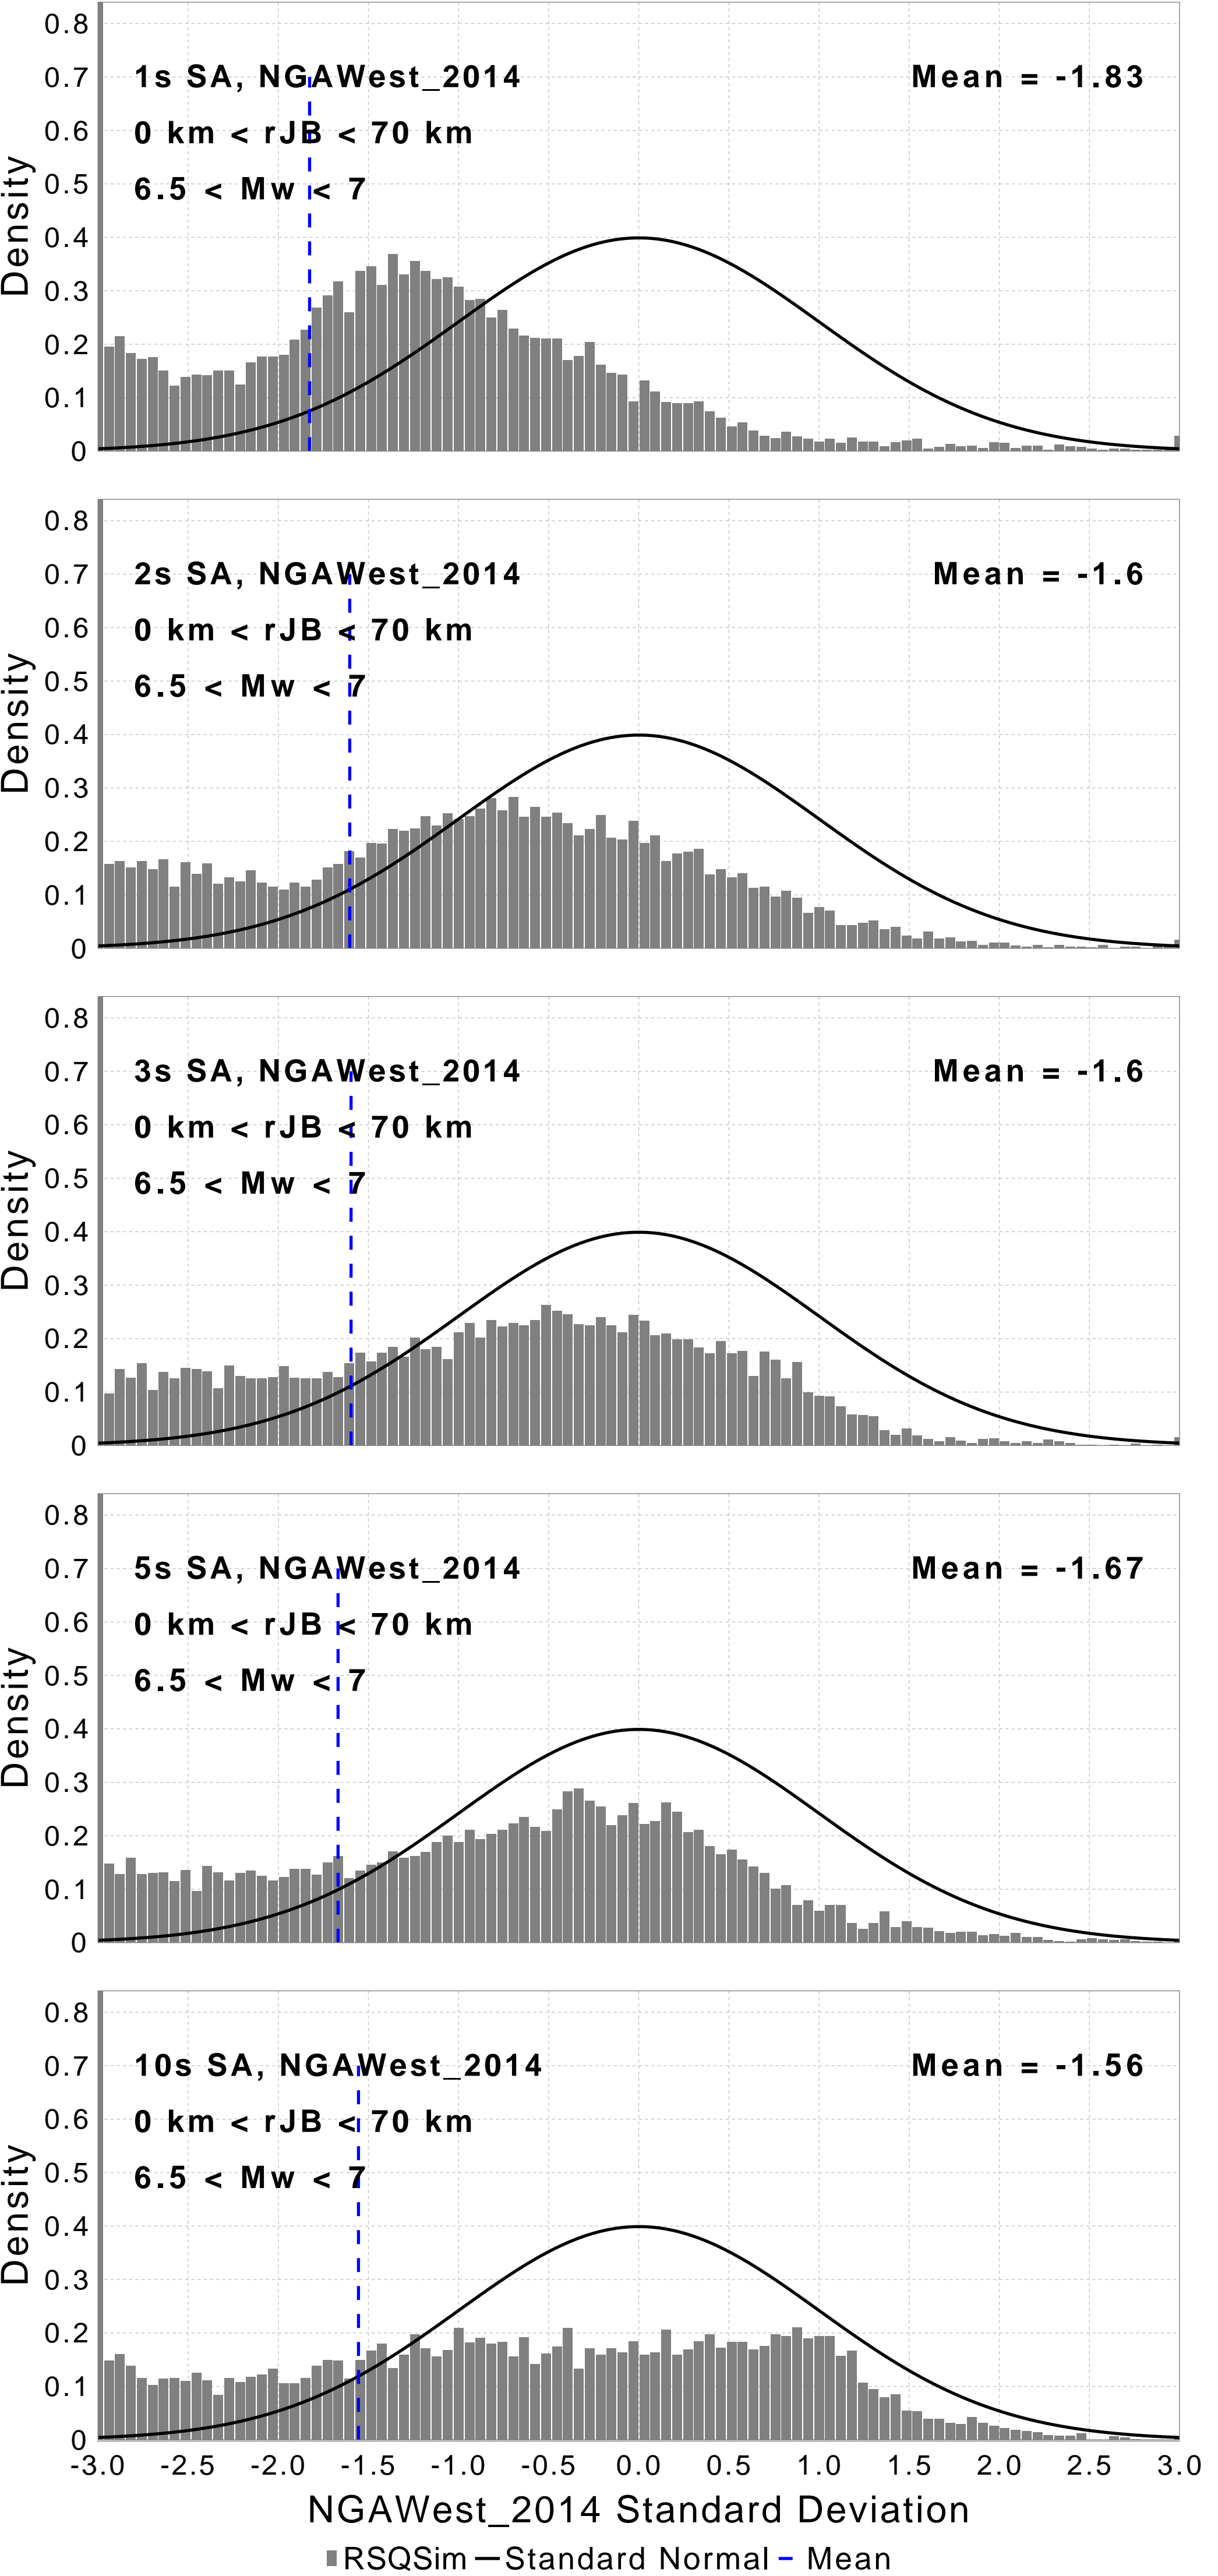 0.8
1s SA, NGAWest_2014 Mean = -1.83
0.7
0 km < rJB < 70 km
0.6
6.5 < Mw < 7
0.5
0.4
0.3
0.2
0.1
0
Density
0.8
2s SA, NGAWest_2014 Mean = -1.6
0.7
0 km < rJB < 70 km
0.6
6.5 < Mw < 7
0.5
0.4
0.3
0.2
0.1
0
Density
0.8
3s SA, NGAWest_2014 Mean = -1.6
0.7
0 km < rJB < 70 km
0.6
6.5 < Mw < 7
0.5
0.4
0.3
0.2
0.1
0
Density
0.8
5s SA, NGAWest_2014 Mean = -1.67
0.7
0 km < rJB < 70 km
0.6
6.5 < Mw < 7
0.5
0.4
0.3
0.2
0.1
0
Density
0.8
10s SA, NGAWest_2014 Mean = -1.56
0.7
0 km < rJB < 70 km
0.6
6.5 < Mw < 7
0.5
0.4
0.3
0.2
0.1
0
Density
-3.0 -2.5 -2.0 -1.5 -1.0 -0.5 0.0 0.5 1.0 1.5 2.0 2.5 3.0
NGAWest_2014 Standard Deviation
RSQSim Standard Normal Mean